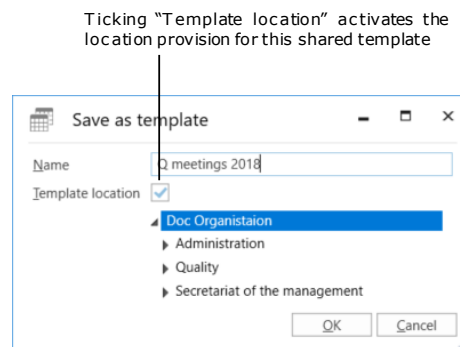 Ticking “Template location” activates the
location provision for this shared template
Save as template
Name
Q meetings 2018
Template location
Doc Organistaion
Administration
Quality
Secretariat of the management
OK
Cancel